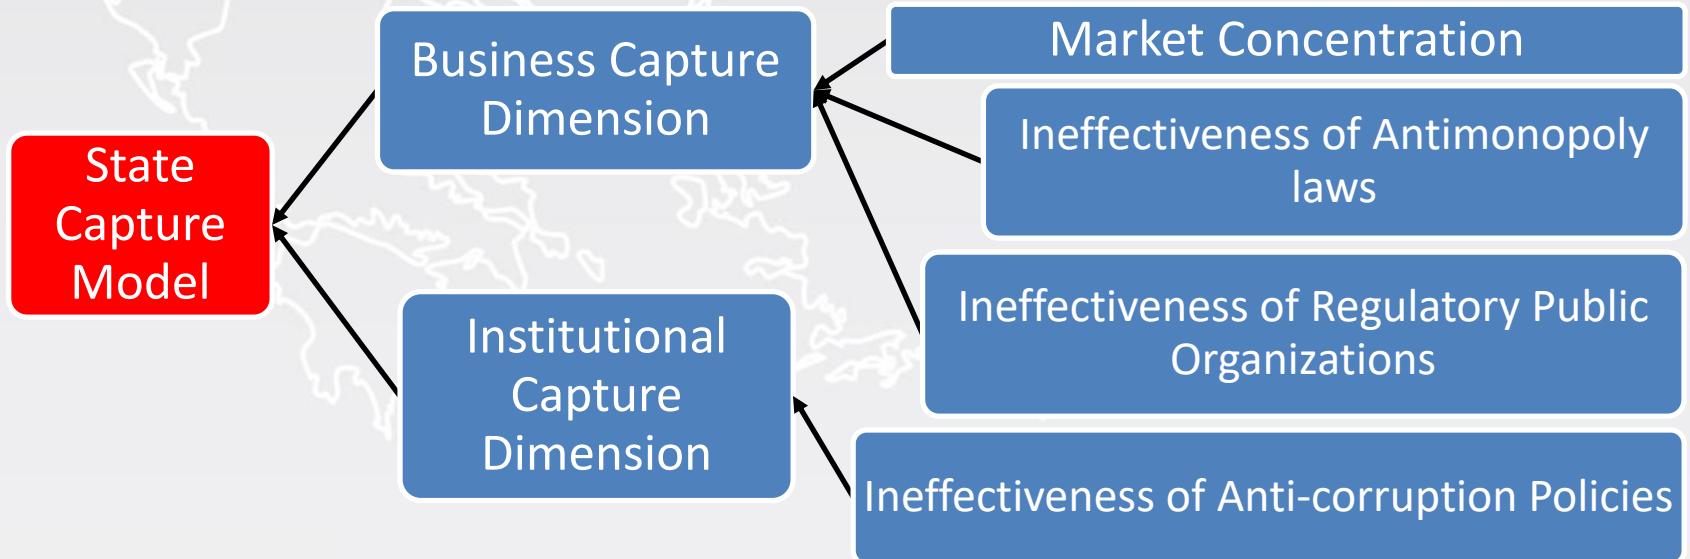 State
Capture
Model
Business Capture
Dimension
Institutional
Capture
Dimension
Market Concentration
Ineffectiveness of Antimonopoly
laws
Ineffectiveness of Regulatory Public
Organizations
Ineffectiveness of Anti-corruption Policies